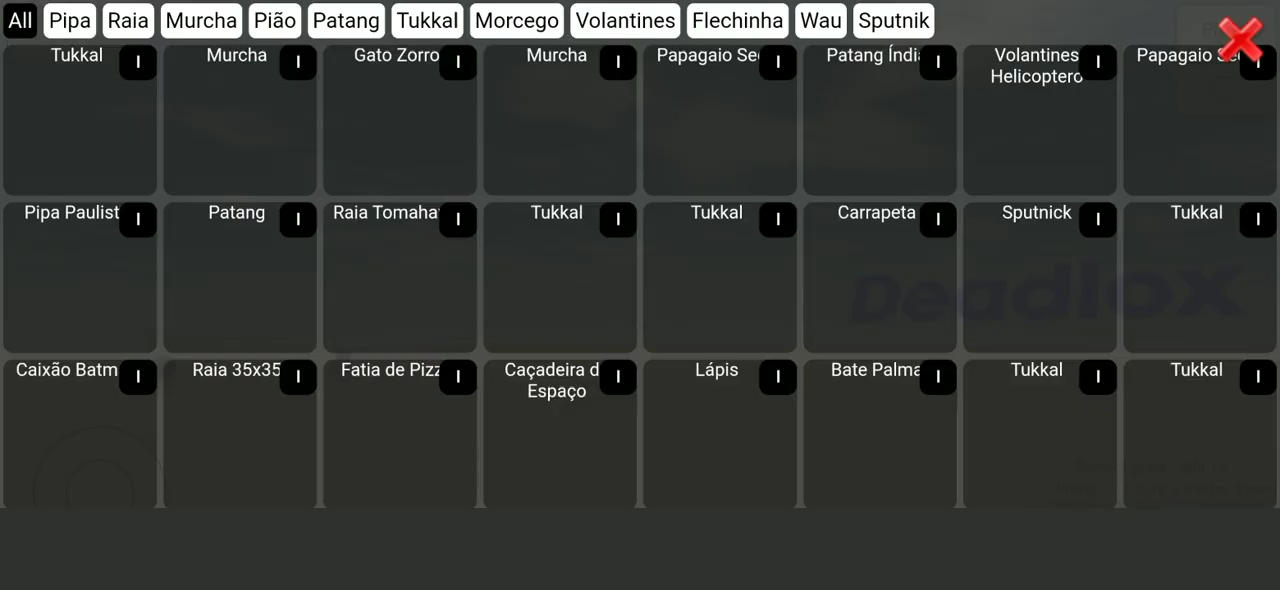 All Pipa Raia Murcha Pião Patang Tukkal Morcego Volantines Flechinha Wau Sputnik
Tukkal I Murcha I Gato Zorro I Murcha I Papagaio Se I Patang Índi I Volantines I Papagaio Se I
Helicoptero
Pipa Paulist I Patang I Raia Tomaha I Tukkal I Tukkal I Carrapeta I Sputnick I Tukkal I
Deadlox
Caixão Batm I Raia 35x35 I Fatia de Pizz I Caçadeira d I Lápis I Bate Palma I Tukkal I Tukkal I
Espaço